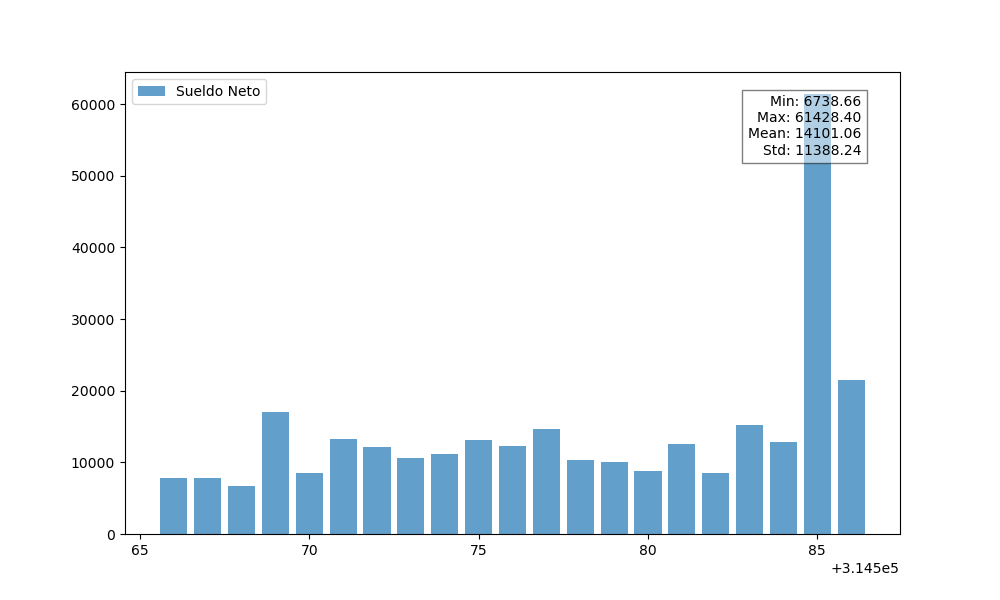 Sueldo Neto
Min: 6738.66
Max: 61428.40
Mean: 14101.06
Std: 11388.24
60000
50000
40000
30000
20000
10000
0
65 70 75 80 85
+3.145e5